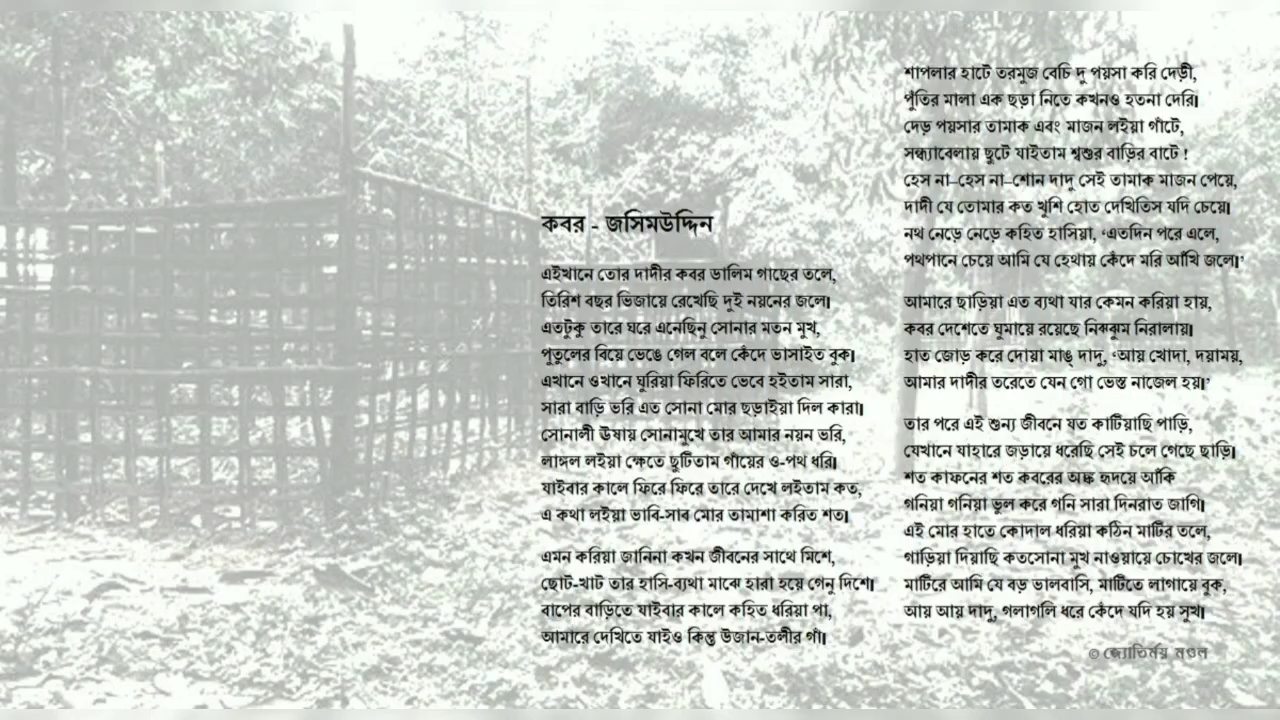 কবর - জসিমউদ্দিন
এইখানে তোর দাদীর কবর ডালিম গাছের তলে,
তিরিশ বছর ভিজায়ে রেখেছি দুই নয়নের জলে।
এতটুকু তারে ঘরে এনেছিনু সোনার মতন মুখ,
পুতুলের বিয়ে ভেঙে গেল বলে কেঁদে ভাসাইত বুক।
এখানে ওখানে ঘুরিয়া ফিরিতে ভেবে হইতাম সারা,
সারা বাড়ি ভরি এত সোনা মোর ছড়াইয়া দিল কারা।
সোনালী ঊষায় সোনামুখে তার আমার নয়ন ভরি,
লাঙ্গল লইয়া ক্ষেতে ছুটিতাম গাঁয়ের ও-পথ ধরি।
যাইবার কালে ফিরে ফিরে তারে দেখে লইতাম কত,
এ কথা লইয়া ভাবি-সাব মোর তামাশা করিত শত।
এমন করিয়া জানিনা কখন জীবনের সাথে মিশে,
ছোট-খাট তার হাসি-ব্যথা মাঝে হারা হয়ে গেনু দিশে।
বাপের বাড়িতে যাইবার কালে কহিত ধরিয়া পা,
আমারে দেখিতে যাইও কিন্তু উজান-তলীর গাঁ।
শাপলার হাটে তরমুজ বেচি দু পয়সা করি দেড়ী,
পুঁতির মালা এক ছড়া নিতে কখনও হতনা দেরি।
দেড় পয়সার তামাক এবং মাজন লইয়া গাঁটে,
সন্ধ্যাবেলায় ছুটে যাইতাম শ্বশুর বাড়ির বাটে !
হেস না–হেস না–শোন দাদু সেই তামাক মাজন পেয়ে,
দাদী যে তোমার কত খুশি হোত দেখিতিস যদি চেয়ে।
নথ নেড়ে নেড়ে কহিত হাসিয়া, ‘এতদিন পরে এলে,
পথপানে চেয়ে আমি যে হেথায় কেঁদে মরি আঁখি জলে।’
আমারে ছাড়িয়া এত ব্যথা যার কেমন করিয়া হায়,
কবর দেশেতে ঘুমায়ে রয়েছে নিঝঝুম নিরালায়।
হাত জোড় করে দোয়া মাঙ্ দাদু, ‘আয় খোদা, দয়াময়,
আমার দাদীর তরেতে যেন গো ভেস্ত নাজেল হয়।’
তার পরে এই শুন্য জীবনে যত কাটিয়াছি পাড়ি,
যেখানে যাহারে জড়ায়ে ধরেছি সেই চলে গেছে ছাড়ি।
শত কাফনের শত কবরের অঙ্ক হৃদয়ে আঁকি
গনিয়া গনিয়া ভুল করে গনি সারা দিনরাত জাগি।
এই মোর হাতে কোদাল ধরিয়া কঠিন মাটির তলে,
গাড়িয়া দিয়াছি কতসোনা মুখ নাওয়ায়ে চোখের জলে।
মাটিরে আমি যে বড় ভালবাসি, মাটিতে লাগায়ে বুক,
আয় আয় দাদু, গলাগলি ধরে কেঁদে যদি হয় সুখ।
© জ্যোতির্ময় মণ্ডল